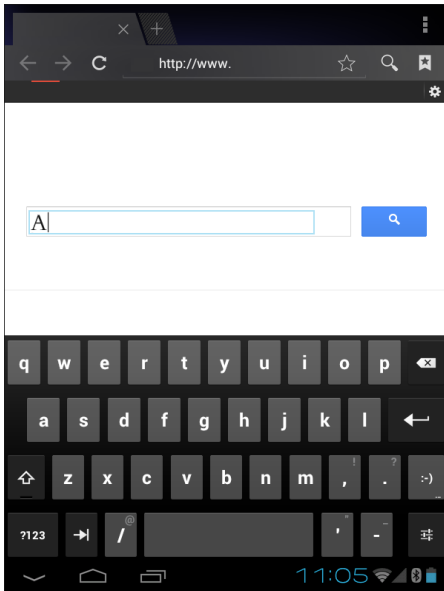 http://www.
A
q w e r t y u i o p
a s d f g h j k l
! ?
z x c v b n m , . :-)
...
@ " _
?123 / ' -
11:05